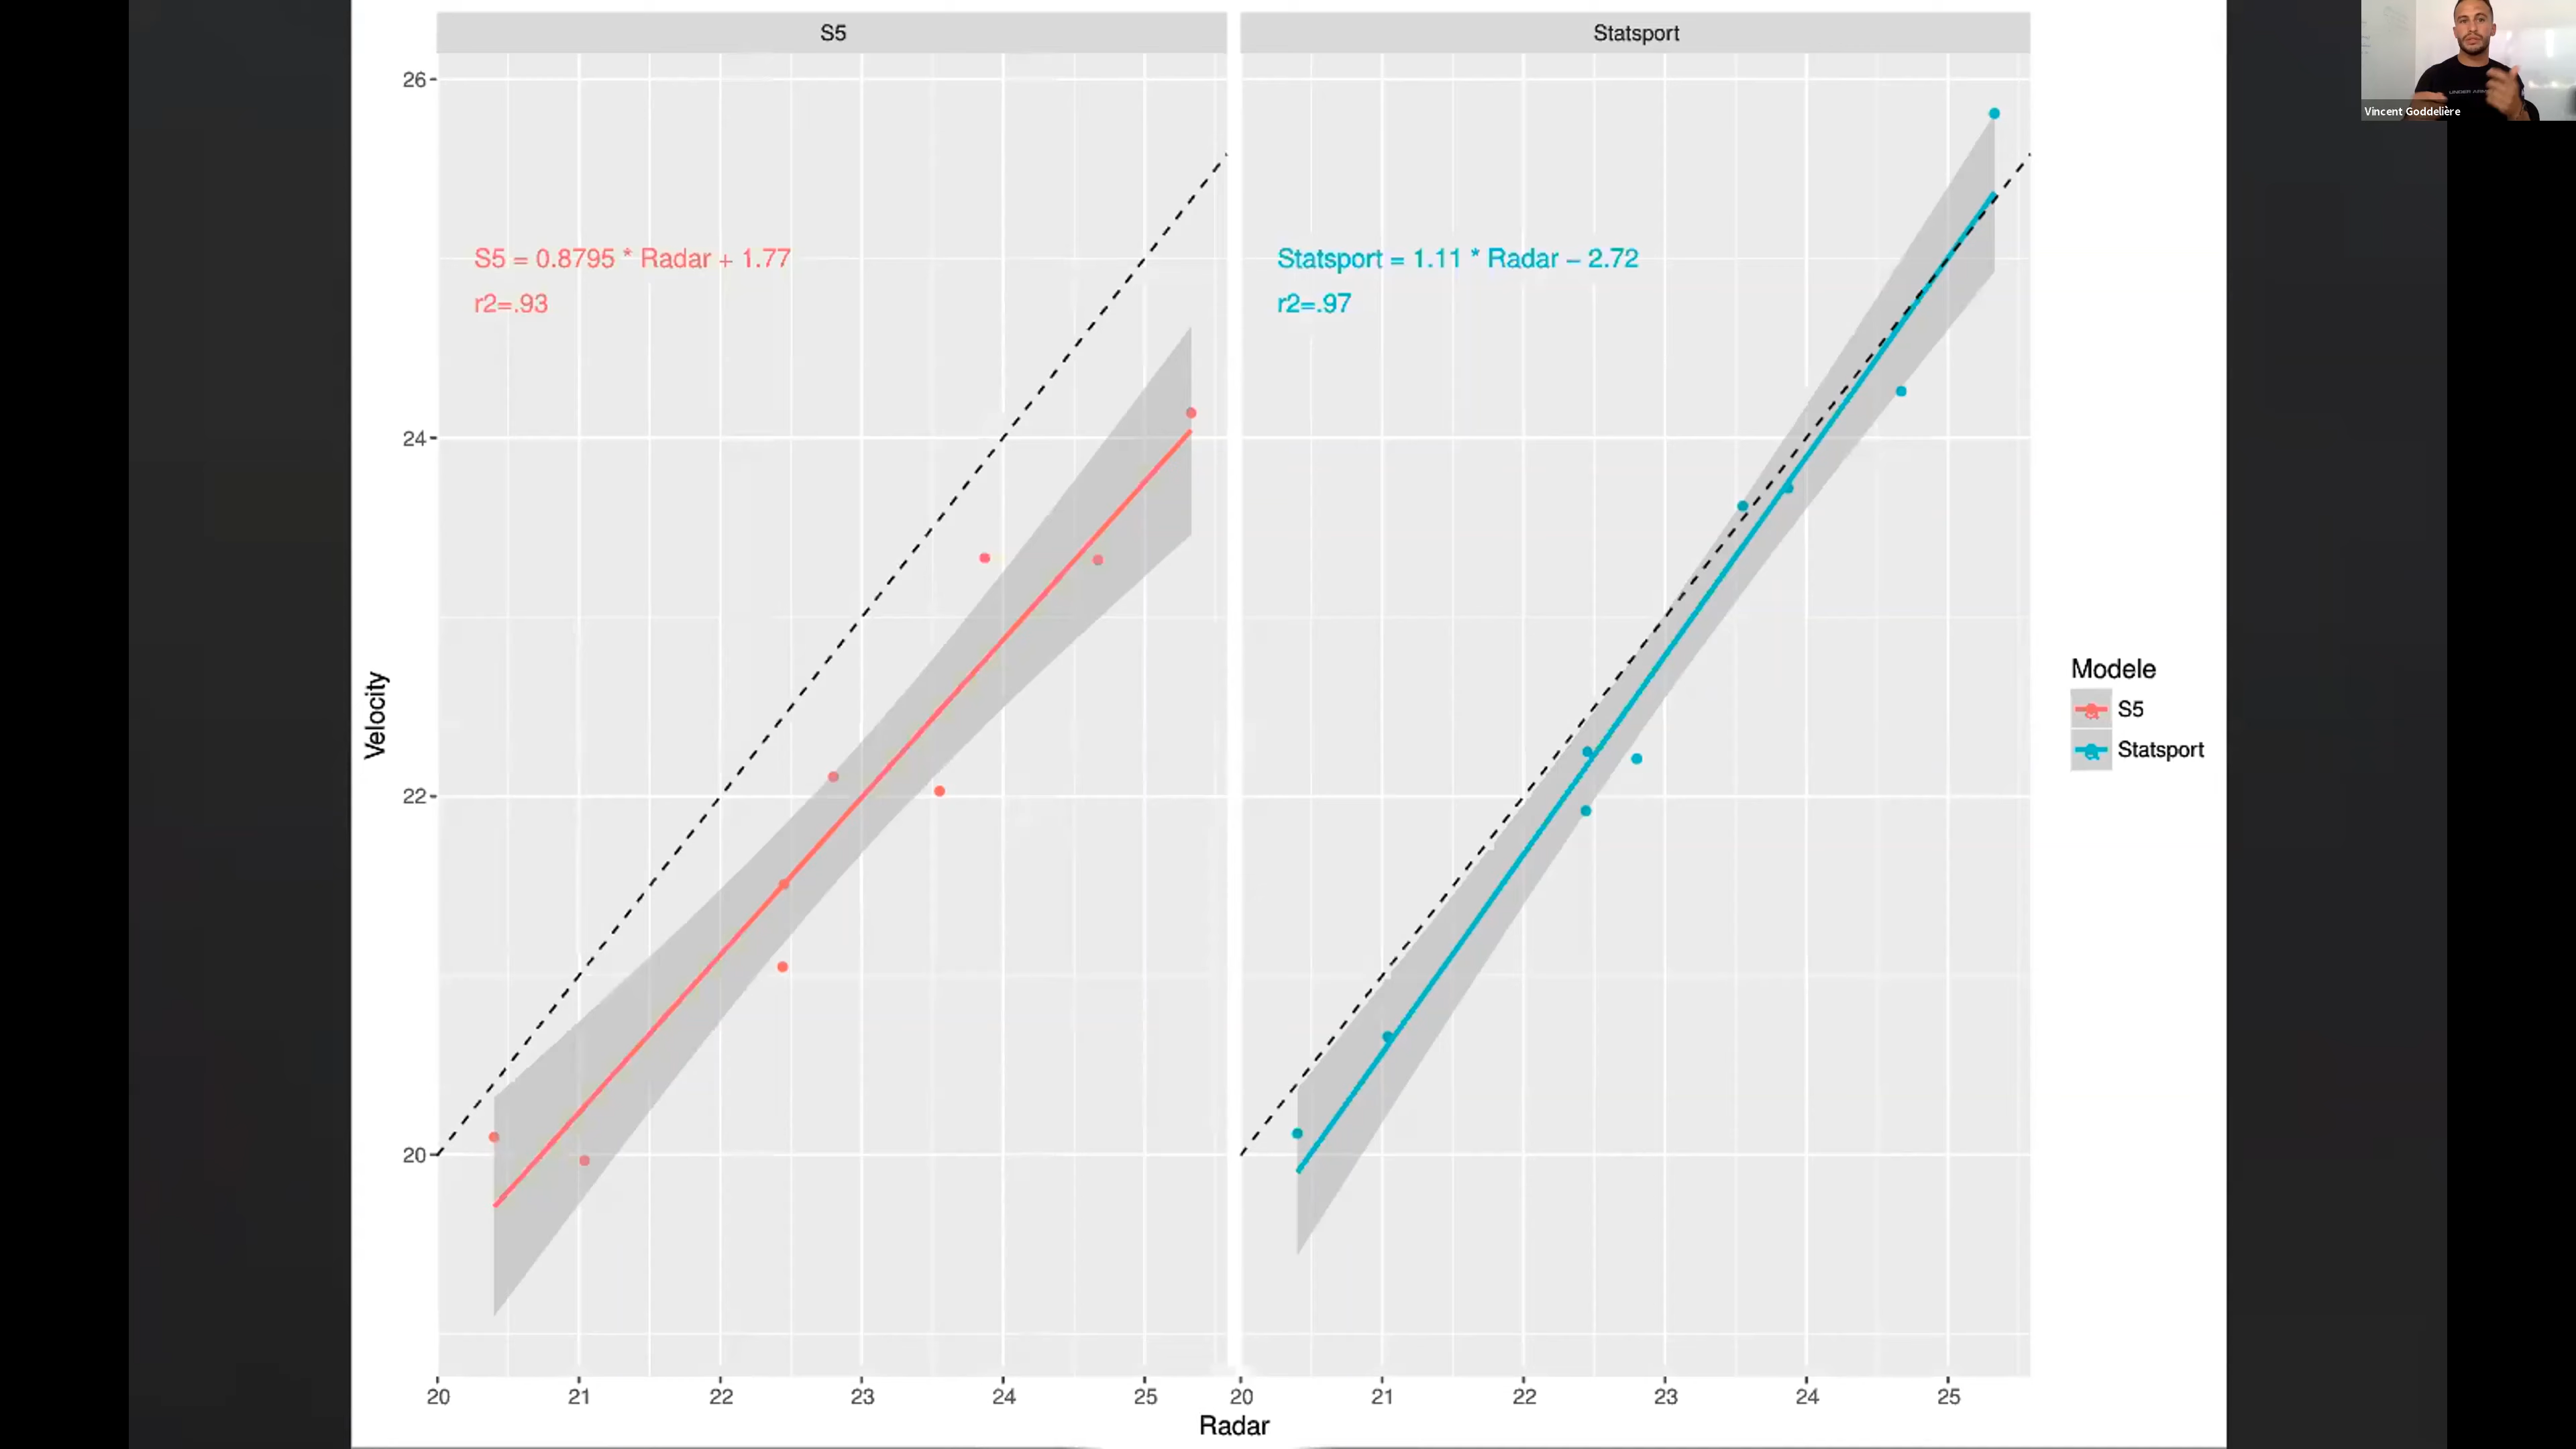 S5
Statsport
26
24
22
20
Velocity
S5 = 0.8795 * Radar + 1.77
r2=.93
Statsport = 1.11 * Radar − 2.72
r2=.97
20 21 22 23 24 25
20 21 22 23 24 25
Radar
Modele
S5
Statsport
UNDER ARMOUR
Vincent Goddelière